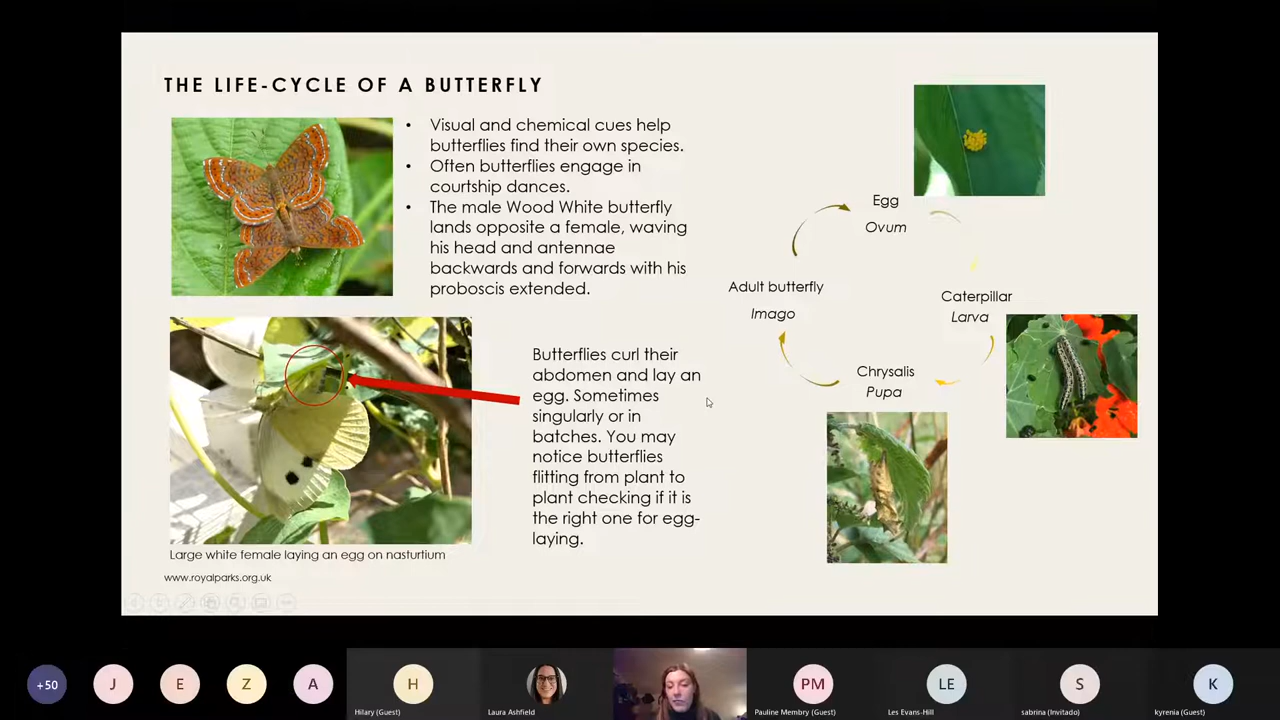 THE LIFE-CYCLE OF A BUTTERFLY
• Visual and chemical cues help
butterflies find their own species.
• Often butterflies engage in
courtship dances.
• The male Wood White butterfly
lands opposite a female, waving
his head and antennae
backwards and forwards with his
proboscis extended.
Butterflies curl their
abdomen and lay an
egg. Sometimes
singularly or in
batches. You may
notice butterflies
flitting from plant to
plant checking if it is
the right one for egg-
laying.
Large white female laying an egg on nasturtium
www.royalparks.org.uk
Egg
Ovum
Caterpillar
Larva
Chrysalis
Pupa
Adult butterfly
Imago
+50
J
E
Z
A
H
Hilary (Guest)
Laura Ashfield
PM
Pauline Membry (Guest)
LE
Les Evans-Hill
S
sabrina (Invitado)
K
kyrenia (Guest)